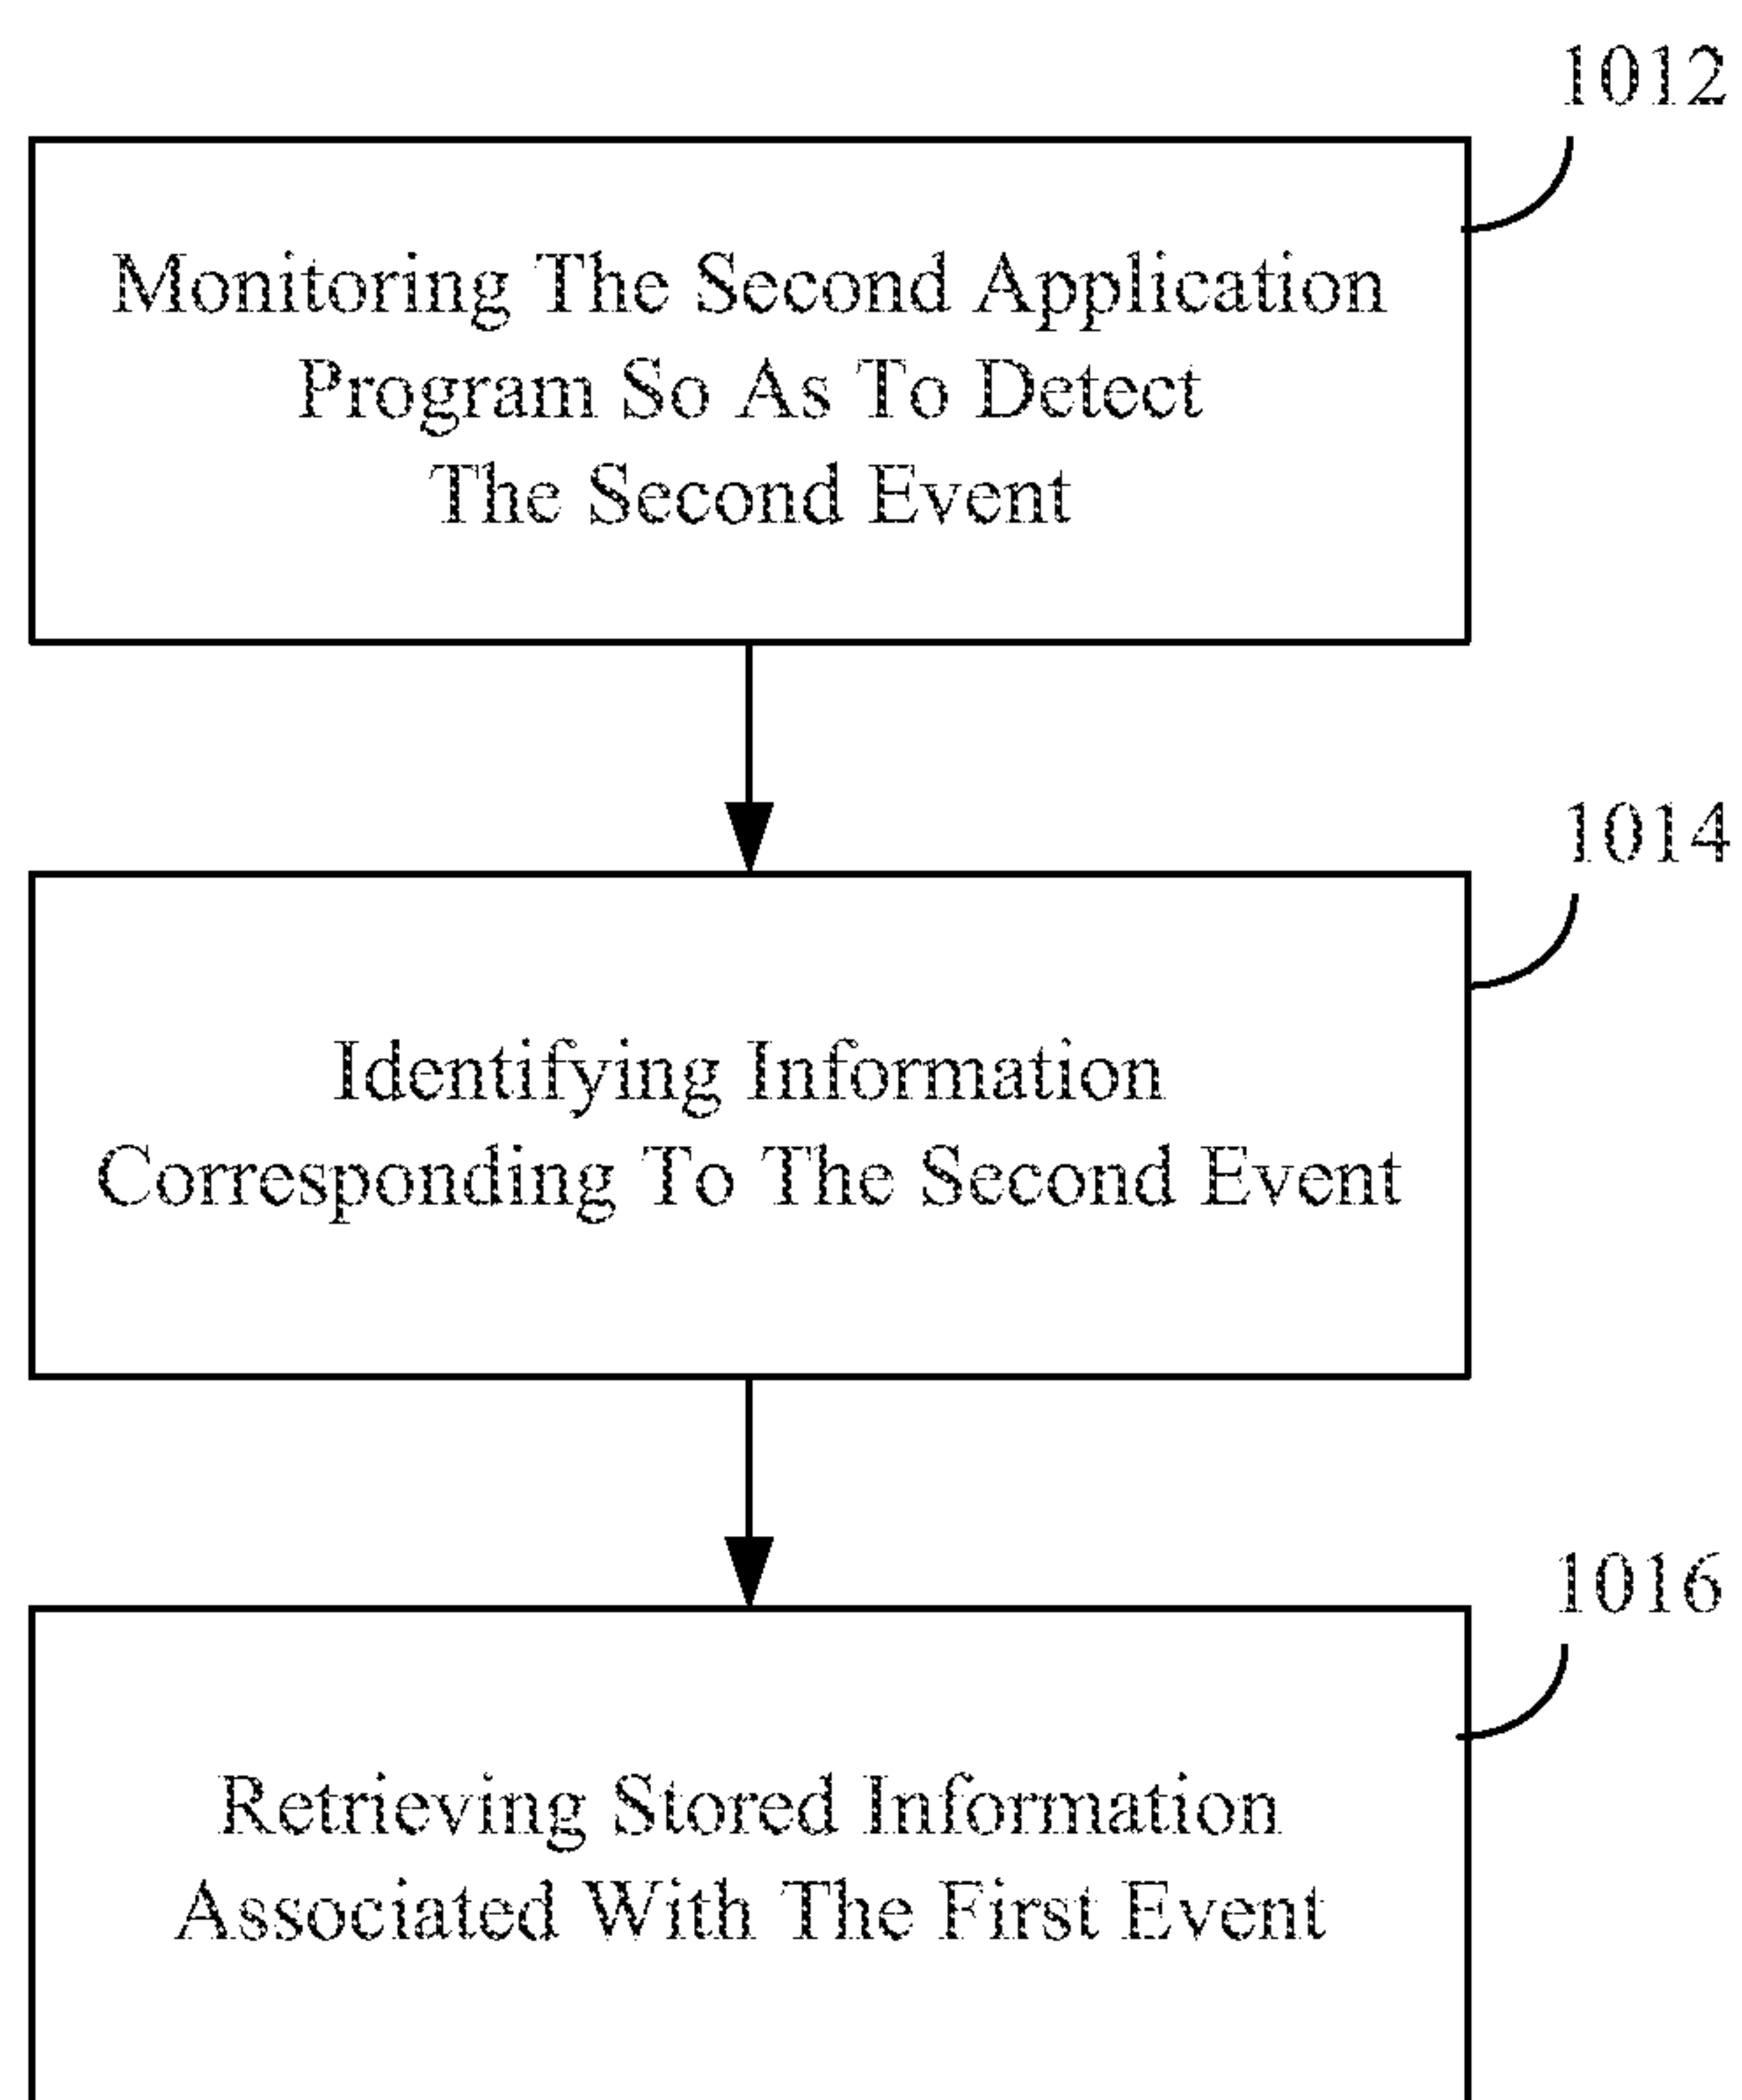 1012
Monitoring The Second Application
Program So As To Detect
The Second Event
1014
Identifying Information
Corresponding To The Second Event
1016
Retrieving Stored Information
Associated With The First Event